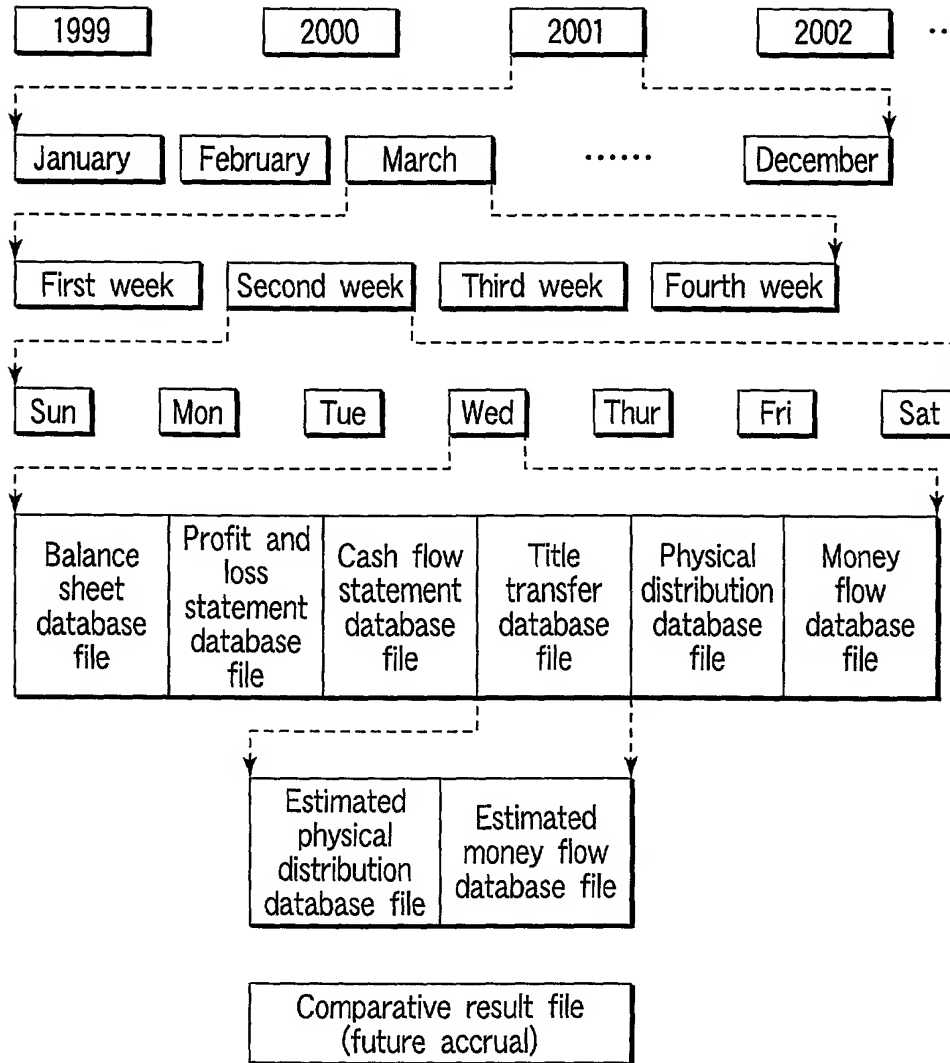 1999 2000 2001 2002 ..
January February March ...... December
First week Second week Third week Fourth week
Sun Mon Tue Wed Thur Fri Sat
Balance
sheet
database
file
Profit and
loss
statement
database
file
Cash flow
statement
database
file
Title
transfer
database
file
Physical
distribution
database
file
Money
flow
database
file
Estimated
physical
distribution
database file
Estimated
money flow
database file
Comparative result file
(future accrual)